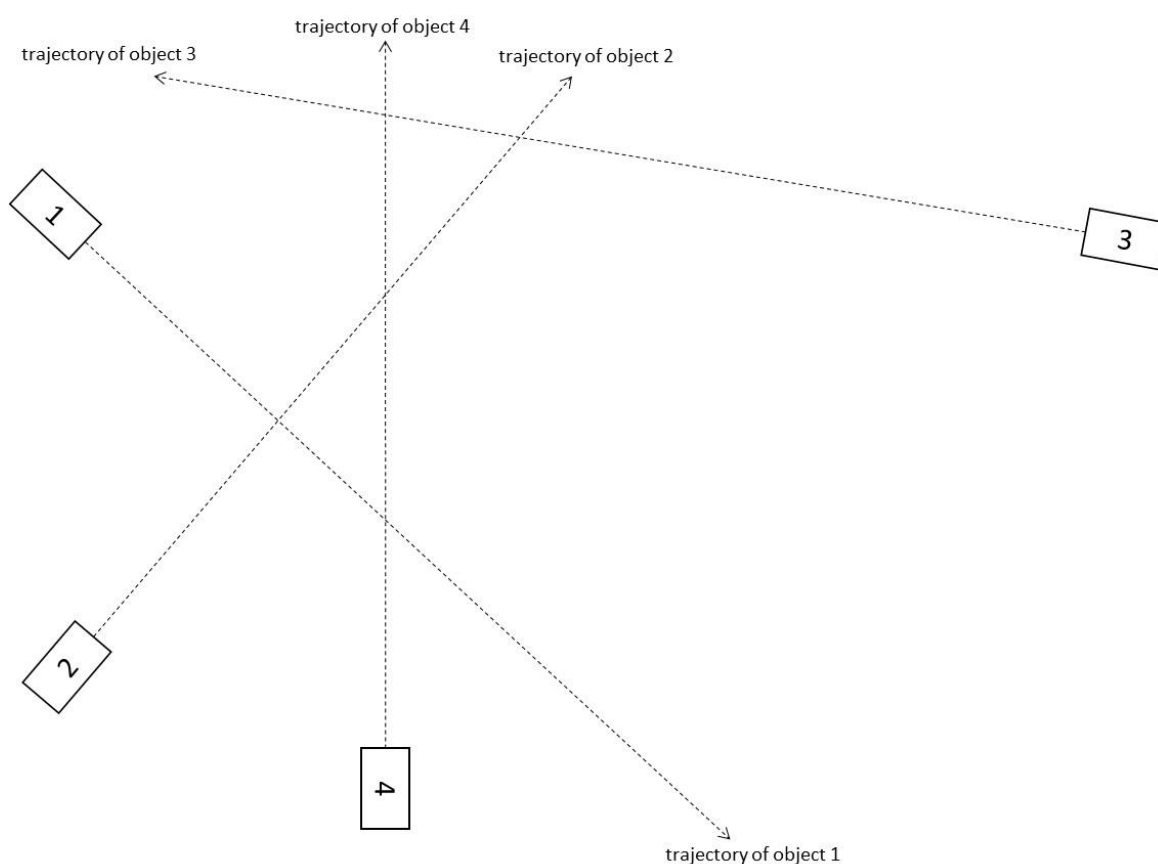 trajectory of object 4
trajectory of object 3
trajectory of object 2
1
3
2
4
trajectory of object 1